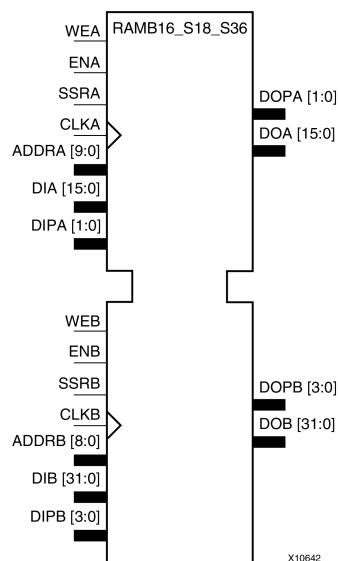 WEA
RAMB16_S18_S36
ENA
SSRA
DOPA [1:0]
CLKA
DOA [15:0]
ADDRA [9:0]
DIA [15:0]
DIPA [1:0]
WEB
ENB
SSRB
DOPB [3:0]
CLKB
DOB [31:0]
ADDRB [8:0]
DIB [31:0]
DIPB [3:0]
X10642